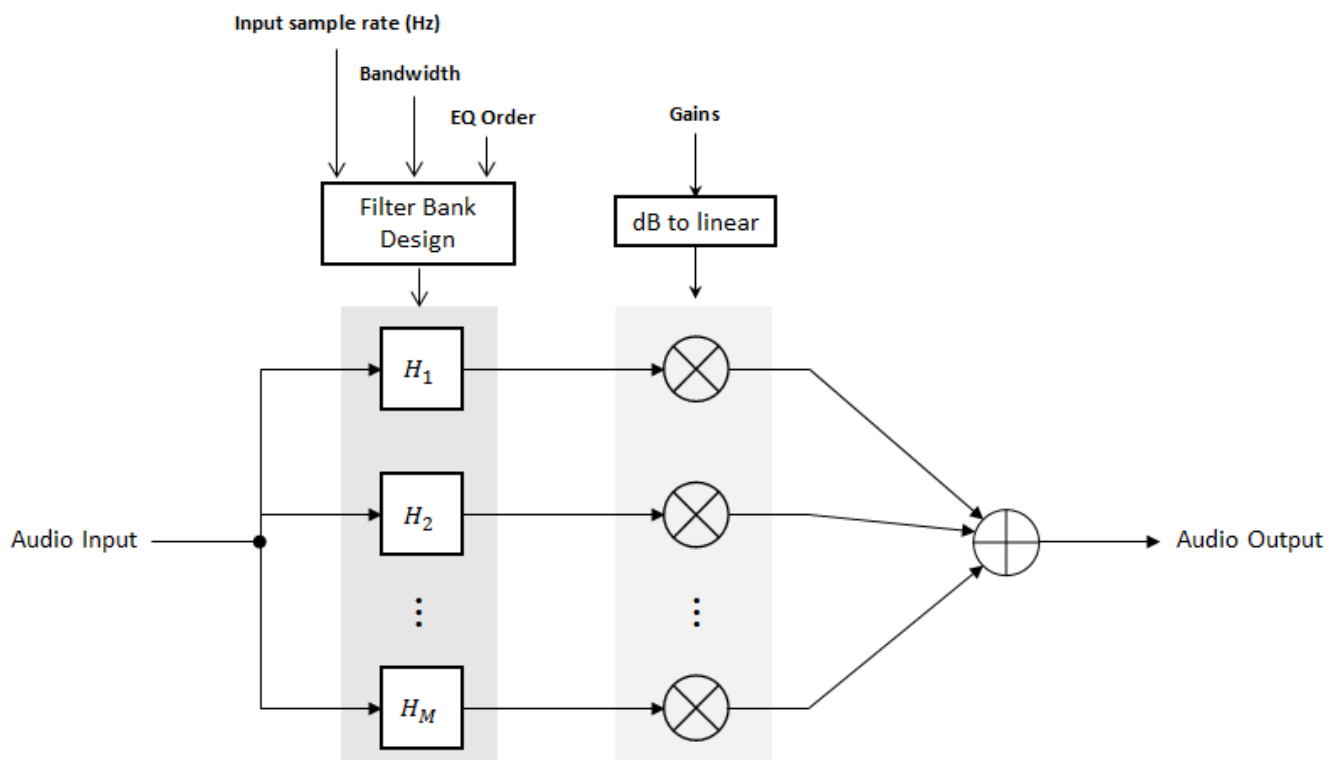 Input sample rate (Hz)
Bandwidth
EQ Order
Gains
Filter Bank
Design
dB to linear
H₁
H₂
Audio Input
Audio Output
⋮
⋮
H_M